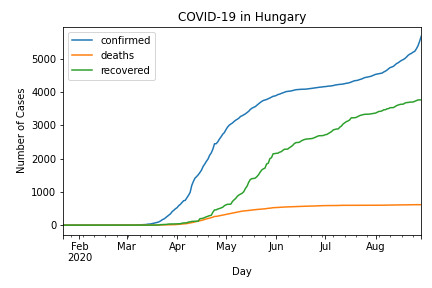 COVID-19 in Hungary
confirmed
deaths
recovered
Number of Cases
5000
4000
3000
2000
1000
0
Feb
2020
Mar
Apr
May
Jun
Jul
Aug
Day